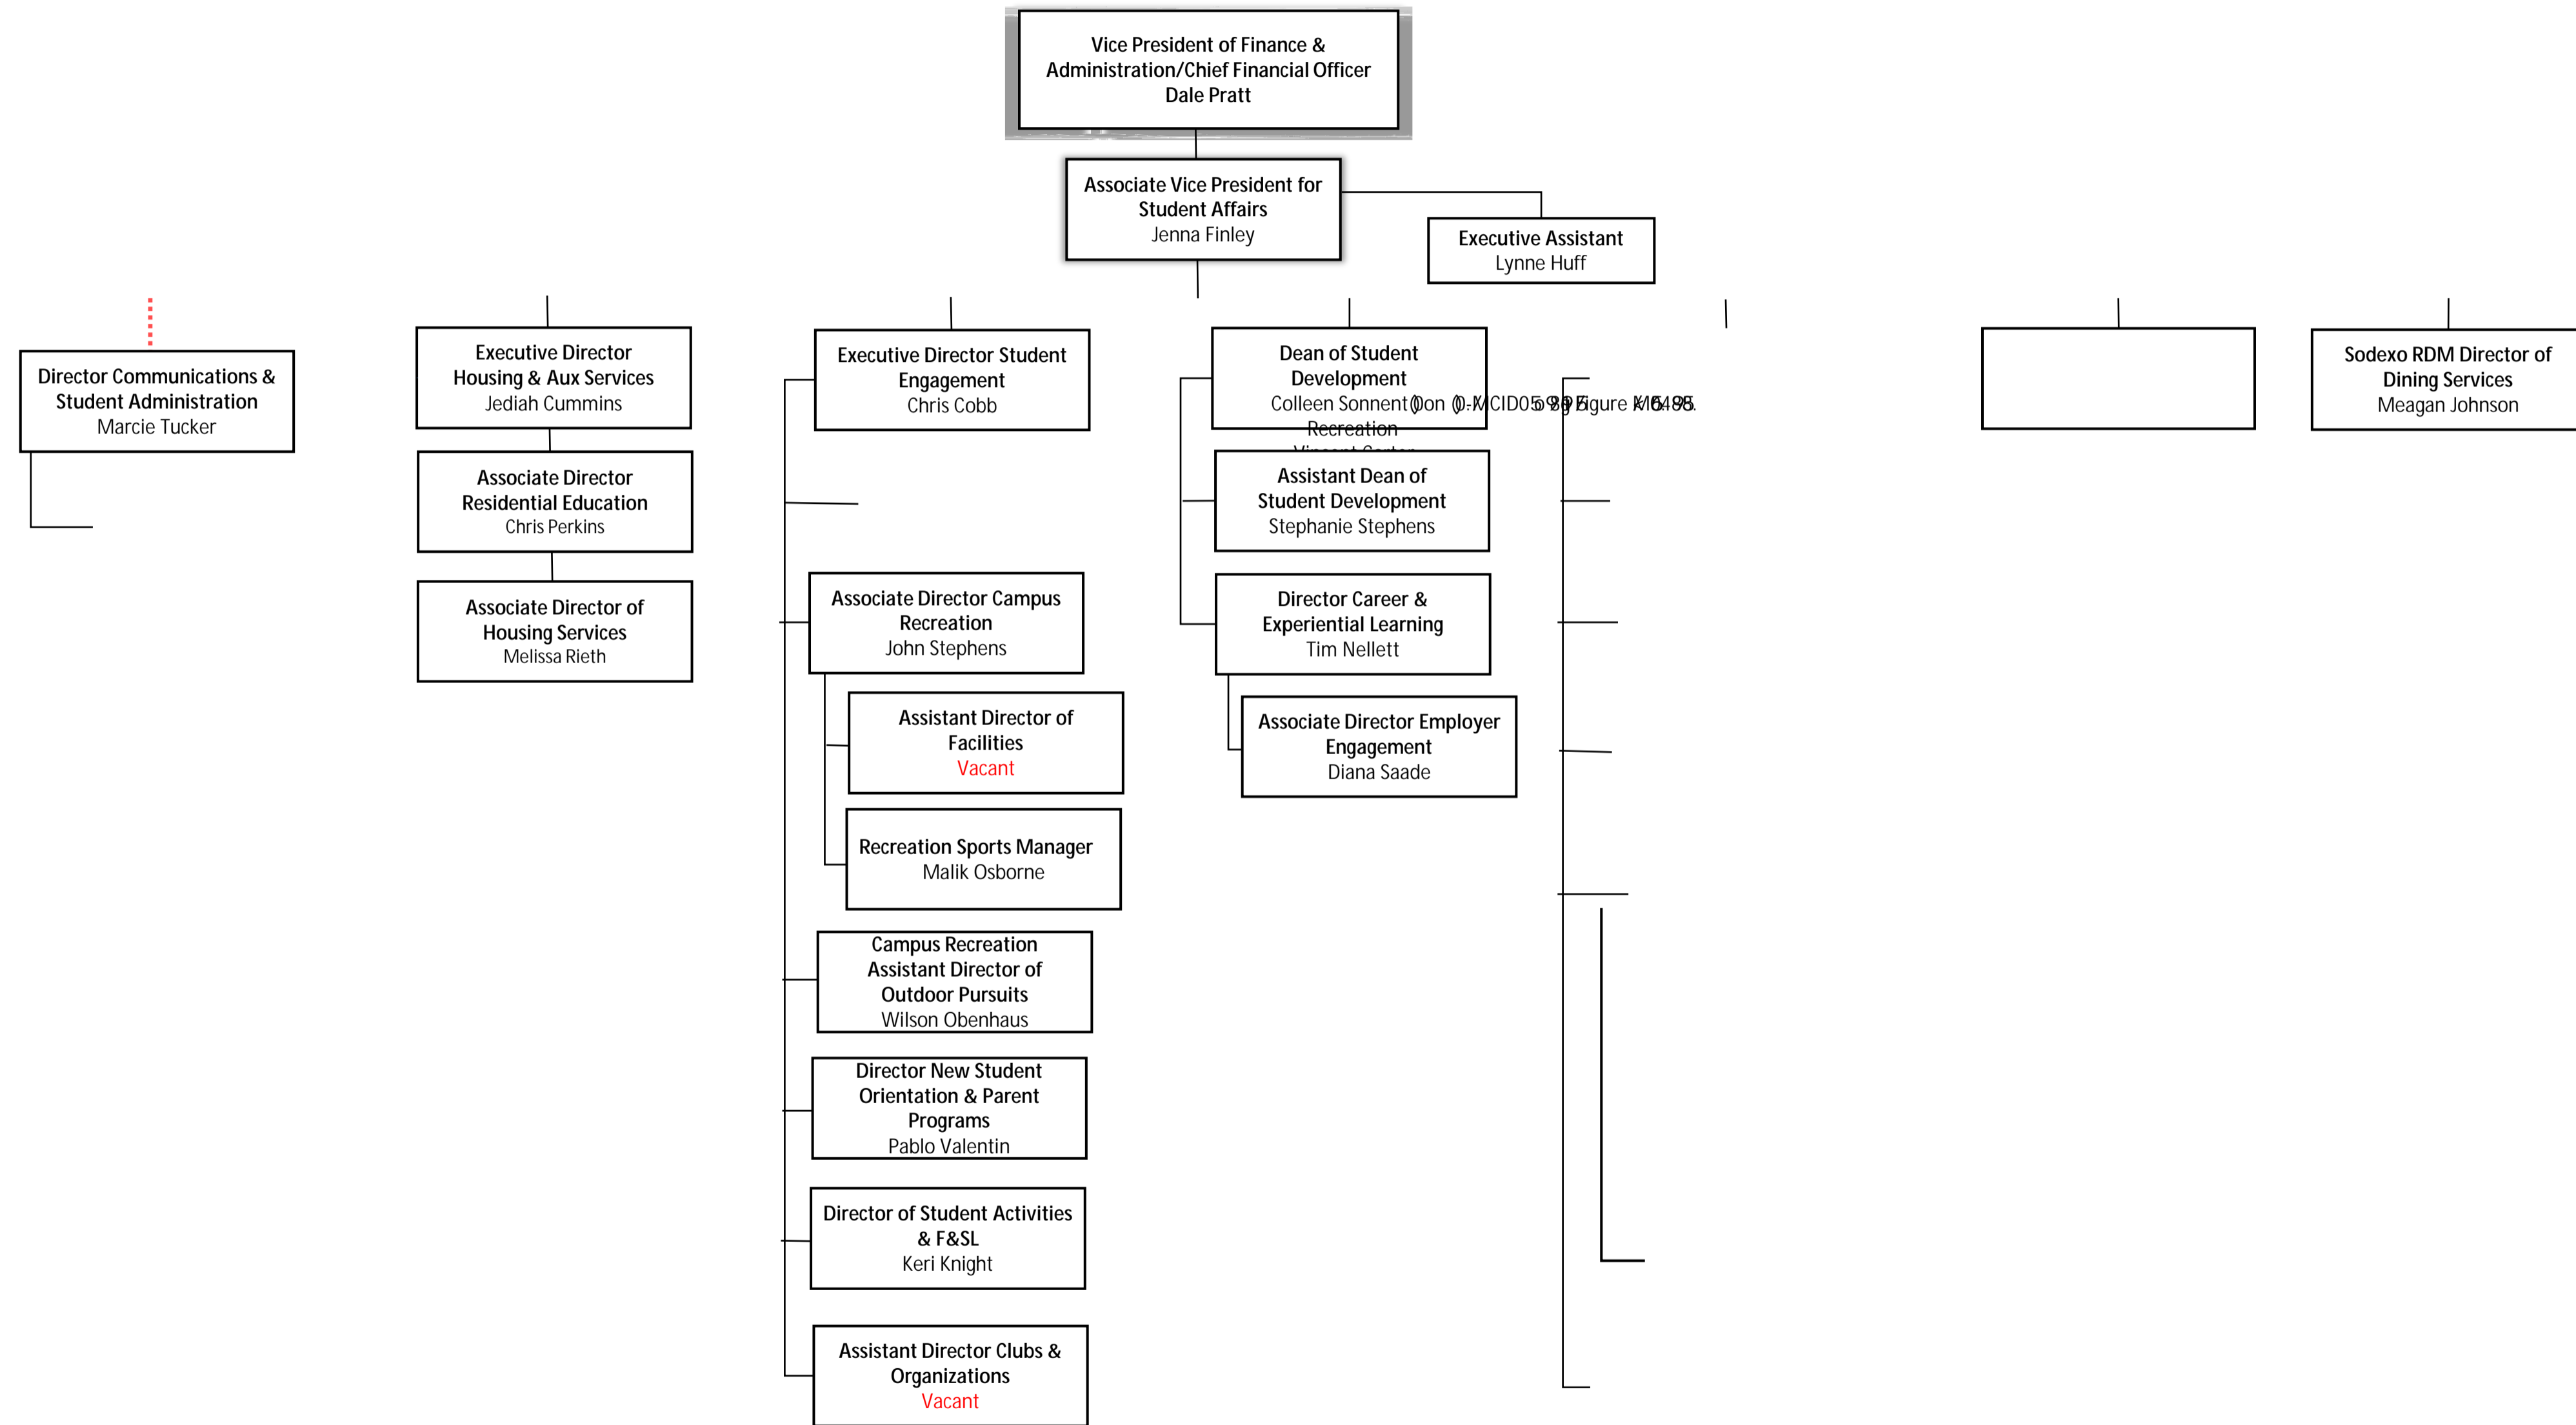 Vice President of Finance &
Administration/Chief Financial Officer
Dale Pratt
Associate Vice President for
Student Affairs
Jenna Finley
Executive Assistant
Lynne Huff
Director Communications &
Student Administration
Marcie Tucker
Executive Director
Housing & Aux Services
Jediah Cummins
Associate Director
Residential Education
Chris Perkins
Associate Director of
Housing Services
Melissa Rieth
Executive Director Student
Engagement
Chris Cobb
Associate Director Campus
Recreation
John Stephens
Assistant Director of
Facilities
Vacant
Recreation Sports Manager
Malik Osborne
Campus Recreation
Assistant Director of
Outdoor Pursuits
Wilson Obenhaus
Director New Student
Orientation & Parent
Programs
Pablo Valentin
Director of Student Activities
& F&SL
Keri Knight
Assistant Director Clubs &
Organizations
Vacant
Dean of Student
Development
Colleen Sonnent
Recreation
Assistant Dean of
Student Development
Stephanie Stephens
Director Career &
Experiential Learning
Tim Nellett
Associate Director Employer
Engagement
Diana Saade
Sodexo RDM Director of
Dining Services
Meagan Johnson